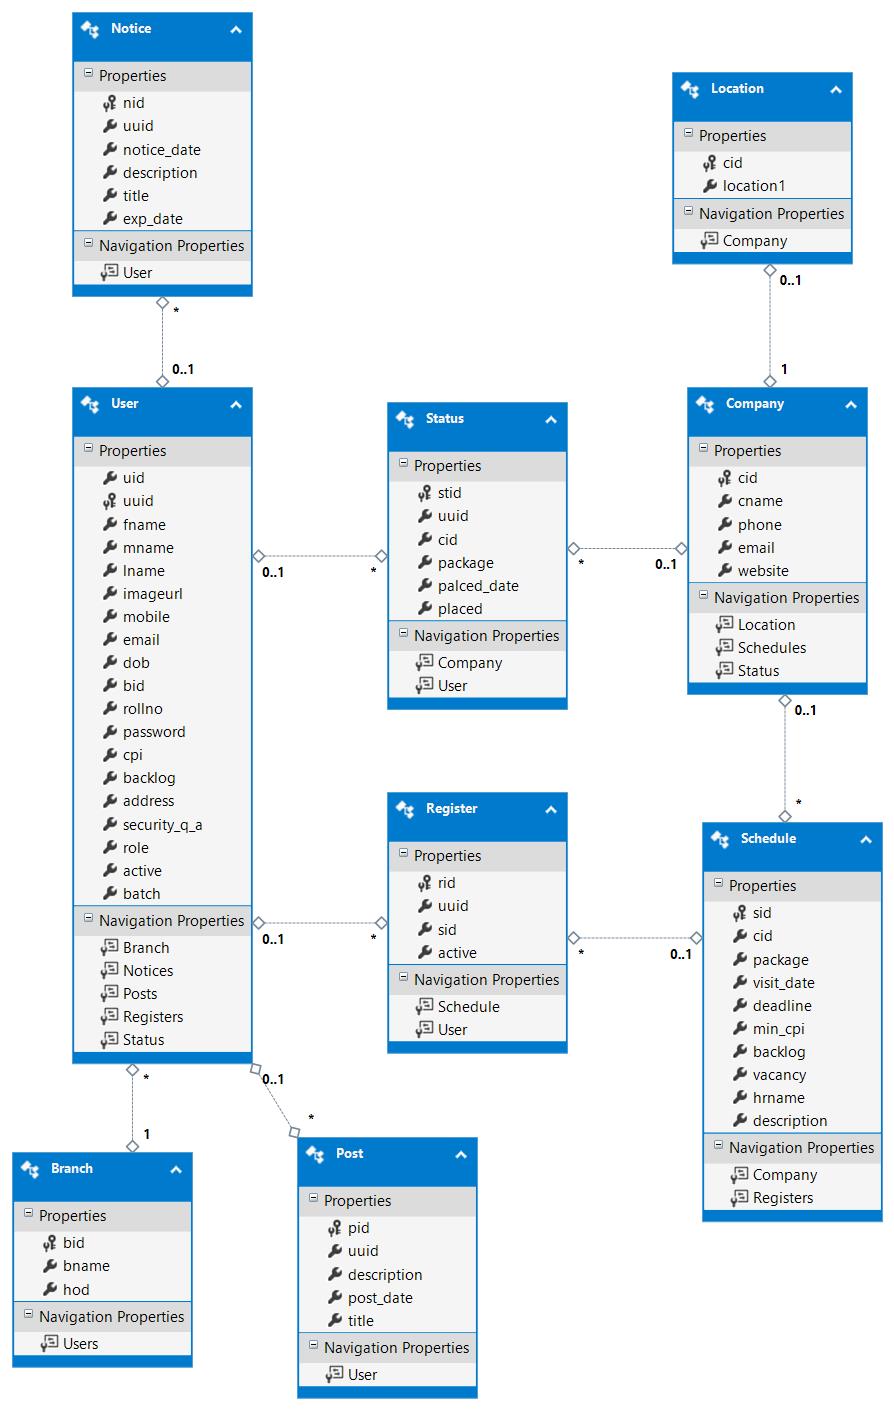 Notice
Properties
nid
uuid
notice_date
description
title
exp_date
Navigation Properties
User
*
0..1
Location
Properties
cid
location1
Navigation Properties
Company
0..1
1
User
Properties
uid
uuid
fname
mname
lname
imageurl
mobile
email
dob
bid
rollno
password
cpi
backlog
address
security_q_a
role
active
batch
Navigation Properties
Branch
Notices
Posts
Registers
Status
0..1
*
Status
Properties
stid
uuid
cid
package
palced_date
placed
Navigation Properties
Company
User
*
0..1
Company
Properties
cid
cname
phone
email
website
Navigation Properties
Location
Schedules
Status
0..1
*
0..1
*
Register
Properties
rid
uuid
sid
active
Navigation Properties
Schedule
User
*
0..1
Schedule
Properties
sid
cid
package
visit_date
deadline
min_cpi
backlog
vacancy
hrname
description
Navigation Properties
Company
Registers
*
1
0..1
*
Branch
Properties
bid
bname
hod
Navigation Properties
Users
Post
Properties
pid
uuid
description
post_date
title
Navigation Properties
User